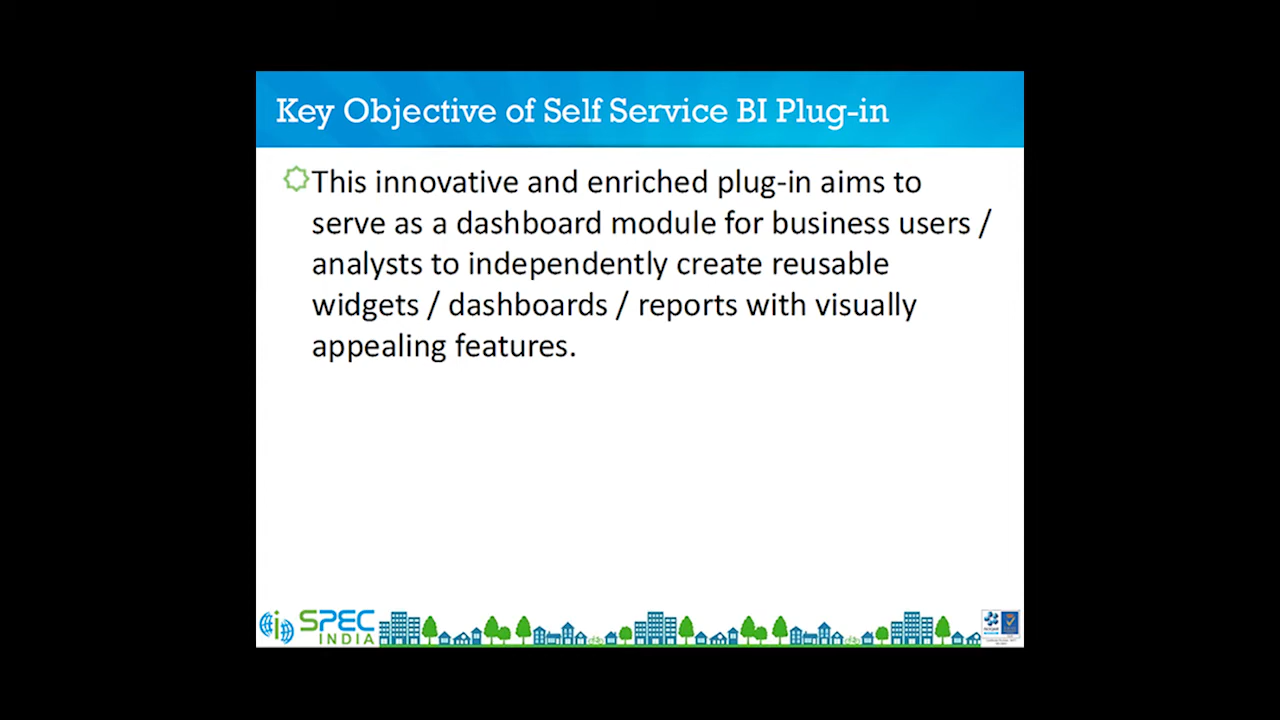 Key Objective of Self Service BI Plug-in
This innovative and enriched plug-in aims to
serve as a dashboard module for business users /
analysts to independently create reusable
widgets / dashboards / reports with visually
appealing features.
SPEC
INDIA